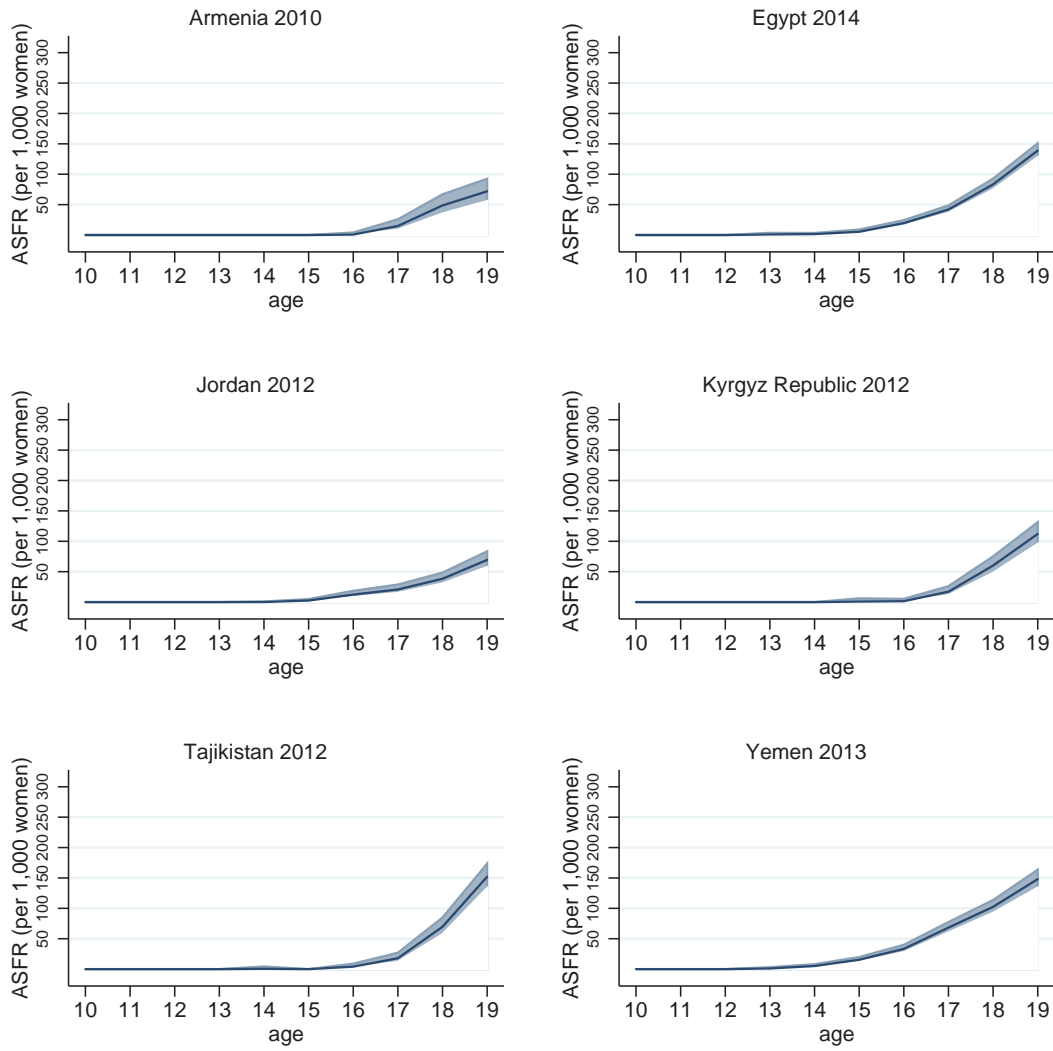 Armenia 2010
ASFR (per 1,000 women)
50 100 150 200 250 300
10 11 12 13 14 15 16 17 18 19
age
Egypt 2014
ASFR (per 1,000 women)
50 100 150 200 250 300
10 11 12 13 14 15 16 17 18 19
age
Jordan 2012
ASFR (per 1,000 women)
50 100 150 200 250 300
10 11 12 13 14 15 16 17 18 19
age
Kyrgyz Republic 2012
ASFR (per 1,000 women)
50 100 150 200 250 300
10 11 12 13 14 15 16 17 18 19
age
Tajikistan 2012
ASFR (per 1,000 women)
50 100 150 200 250 300
10 11 12 13 14 15 16 17 18 19
age
Yemen 2013
ASFR (per 1,000 women)
50 100 150 200 250 300
10 11 12 13 14 15 16 17 18 19
age